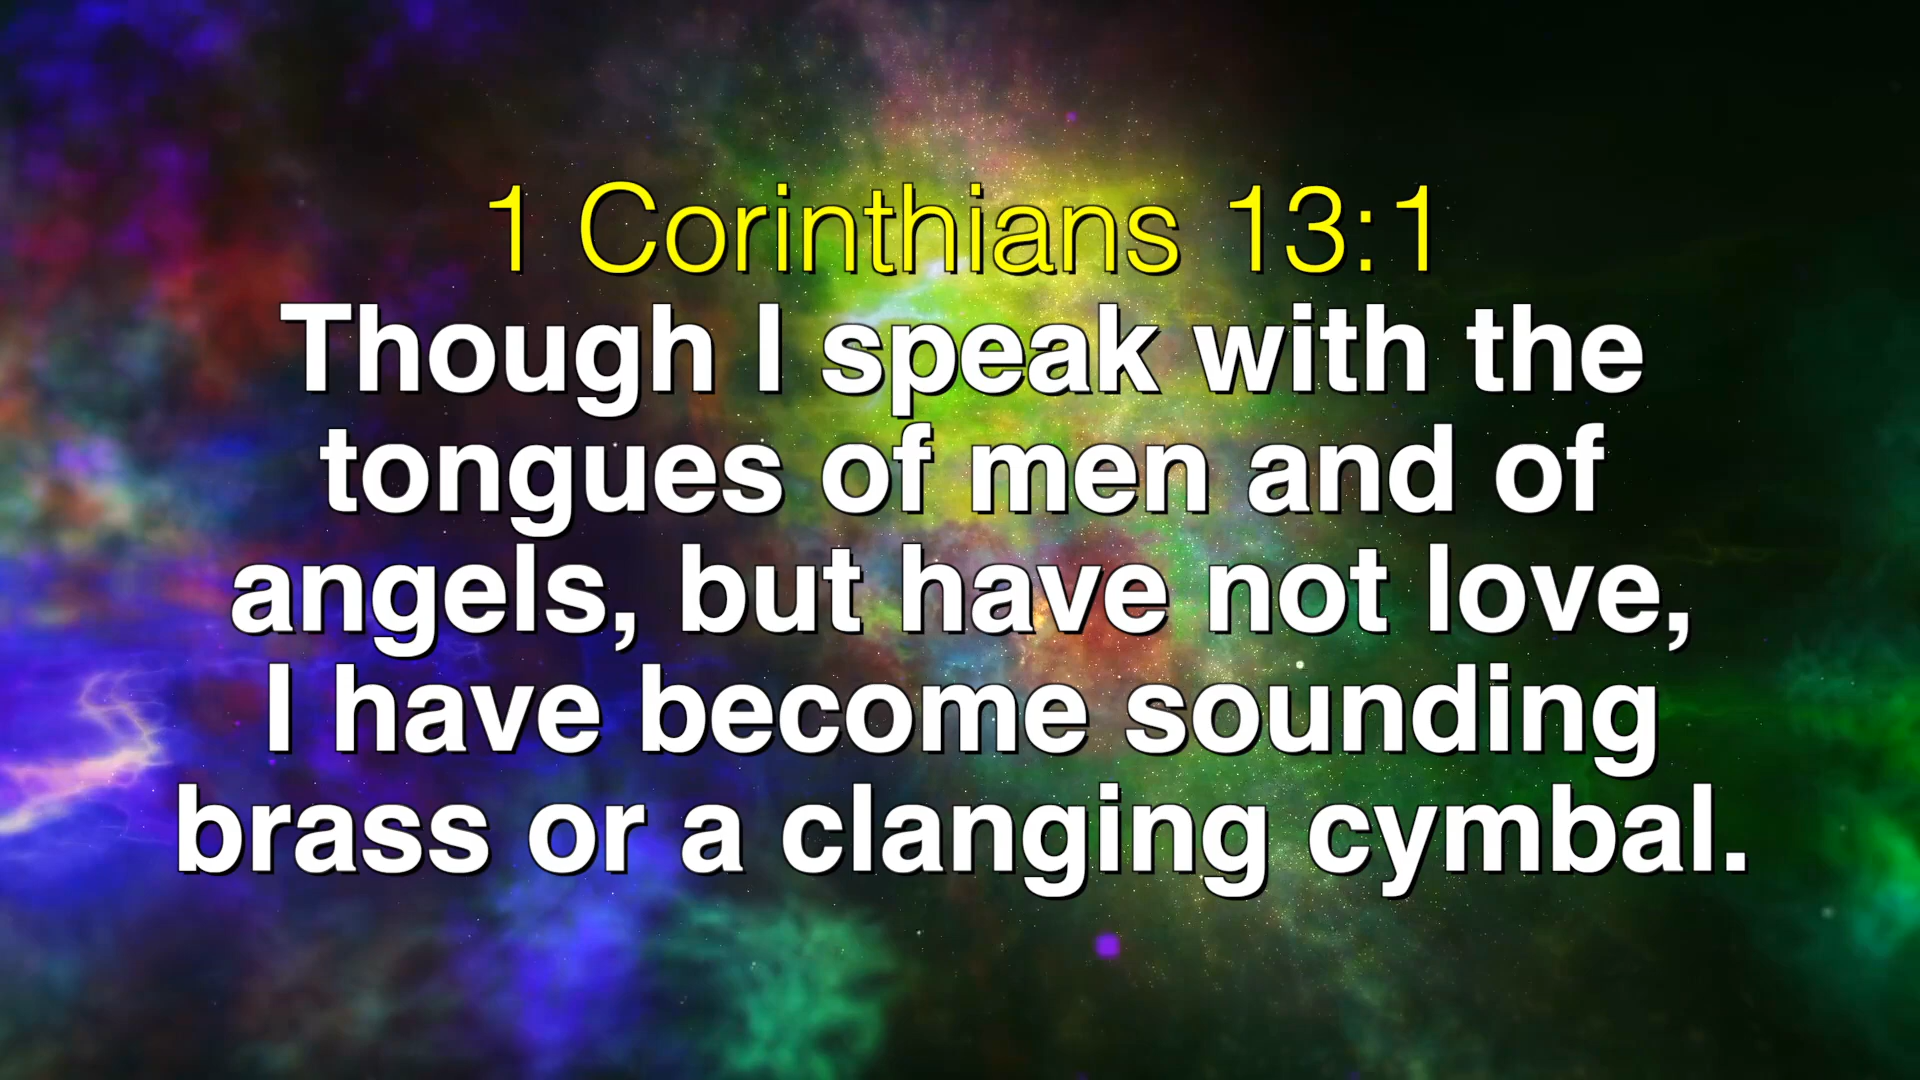 1 Corinthians 13:1
Though I speak with the
tongues of men and of
angels, but have not love,
I have become sounding
brass or a clanging cymbal.